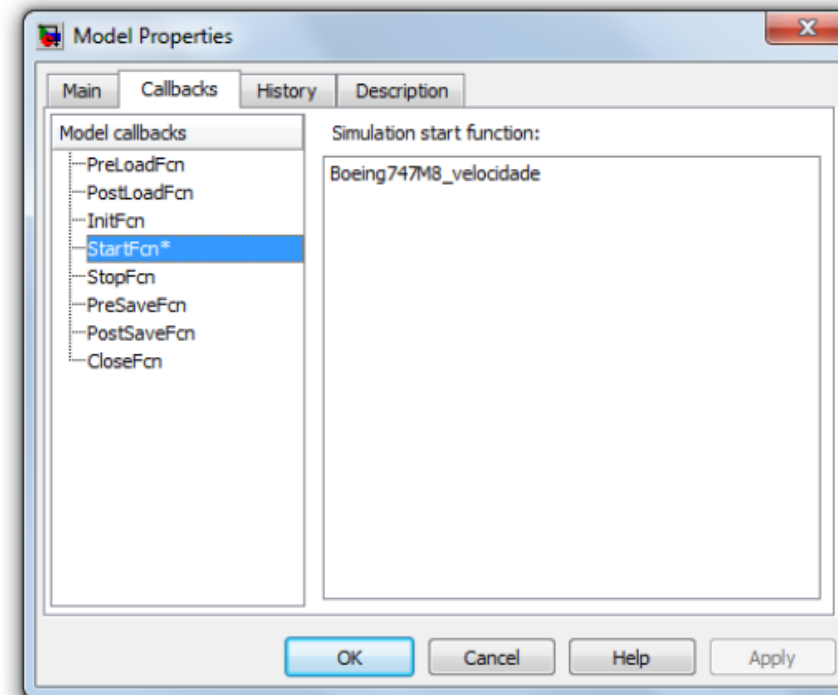 Model Properties
Main
Callbacks
History
Description
Model callbacks
PreLoadFcn
PostLoadFcn
InitFcn
StartFcn*
StopFcn
PreSaveFcn
PostSaveFcn
CloseFcn
Simulation start function:
Boeing747M8_velocidade
OK
Cancel
Help
Apply